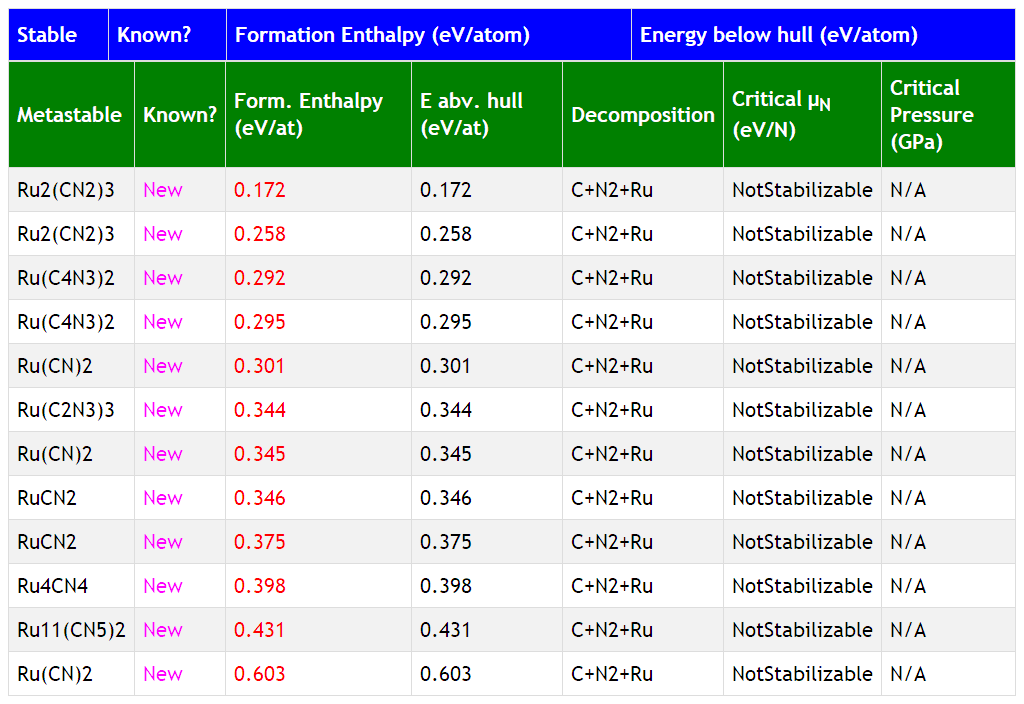 Stable Known? Formation Enthalpy (eV/atom) Energy below hull (eV/atom)
Metastable Known? Form. Enthalpy (eV/at) E abv. hull (eV/at) Decomposition Critical μN (eV/N) Critical Pressure (GPa)
Ru2(CN2)3 New 0.172 0.172 C+N2+Ru NotStabilizable N/A
Ru2(CN2)3 New 0.258 0.258 C+N2+Ru NotStabilizable N/A
Ru(C4N3)2 New 0.292 0.292 C+N2+Ru NotStabilizable N/A
Ru(C4N3)2 New 0.295 0.295 C+N2+Ru NotStabilizable N/A
Ru(CN)2 New 0.301 0.301 C+N2+Ru NotStabilizable N/A
Ru(C2N3)3 New 0.344 0.344 C+N2+Ru NotStabilizable N/A
Ru(CN)2 New 0.345 0.345 C+N2+Ru NotStabilizable N/A
RuCN2 New 0.346 0.346 C+N2+Ru NotStabilizable N/A
RuCN2 New 0.375 0.375 C+N2+Ru NotStabilizable N/A
Ru4CN4 New 0.398 0.398 C+N2+Ru NotStabilizable N/A
Ru11(CN5)2 New 0.431 0.431 C+N2+Ru NotStabilizable N/A
Ru(CN)2 New 0.603 0.603 C+N2+Ru NotStabilizable N/A